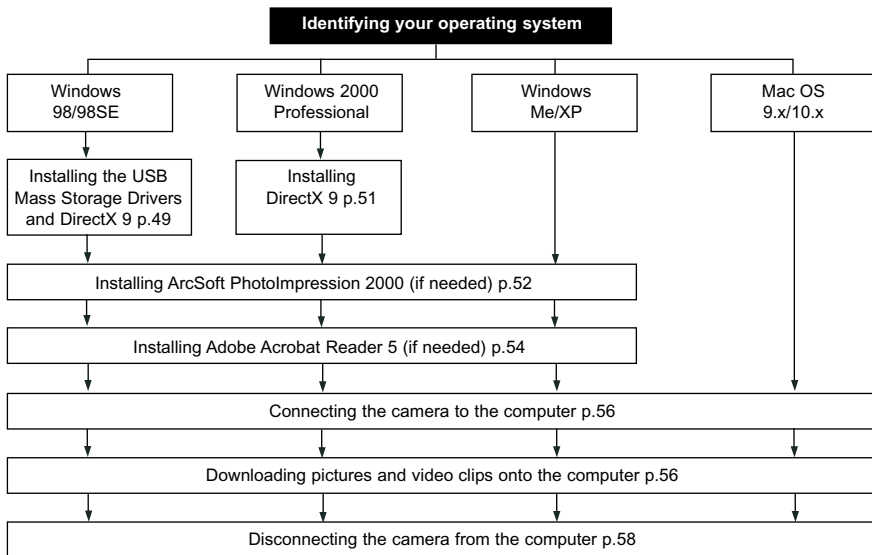 Identifying your operating system
Windows
98/98SE
Windows 2000
Professional
Windows
Me/XP
Mac OS
9.x/10.x
Installing the USB
Mass Storage Drivers
and DirectX 9 p.49
Installing
DirectX 9 p.51
Installing ArcSoft PhotoImpression 2000 (if needed) p.52
Installing Adobe Acrobat Reader 5 (if needed) p.54
Connecting the camera to the computer p.56
Downloading pictures and video clips onto the computer p.56
Disconnecting the camera from the computer p.58